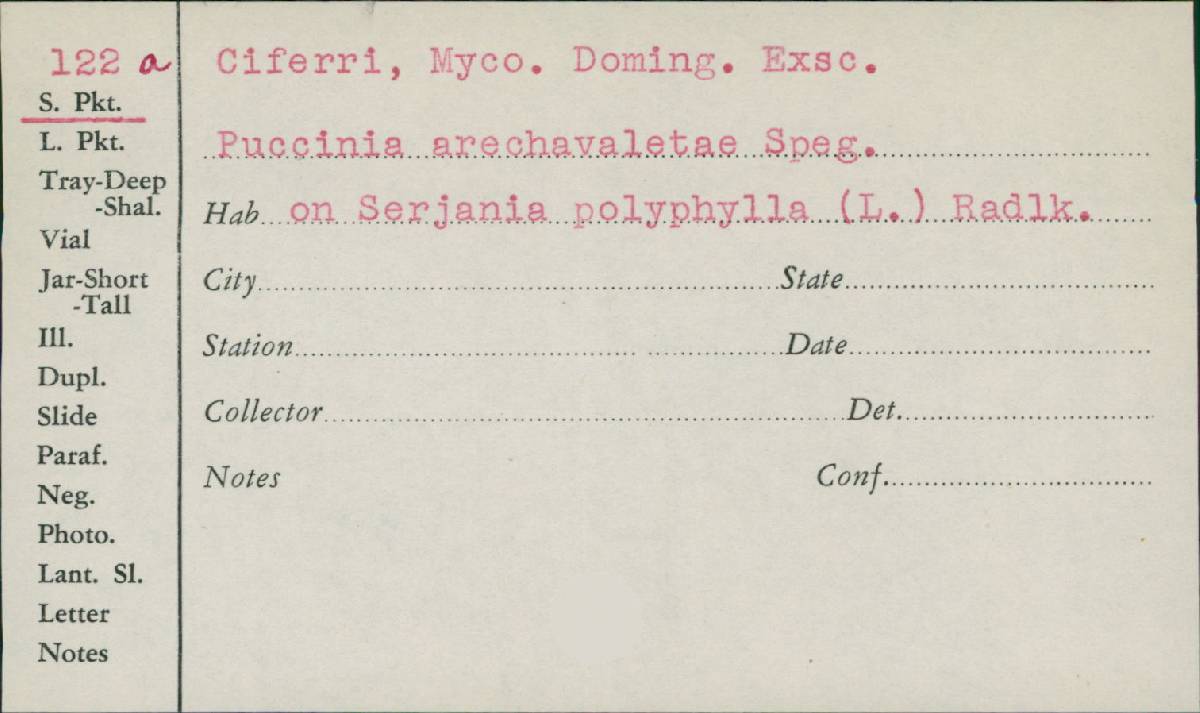 122 a
S. Pkt.
L. Pkt.
Tray-Deep
-Shal.
Vial
Jar-Short
-Tall
Ill.
Dupl.
Slide
Paraf.
Neg.
Photo.
Lant. Sl.
Letter
Notes
Ciferri, Myco. Doming. Exsc.
Puccinia arechavaletae Speg.
Hab on Serjania polyphylla (L.) Radlk.
City State
Station Date
Collector Det.
Notes Conf.